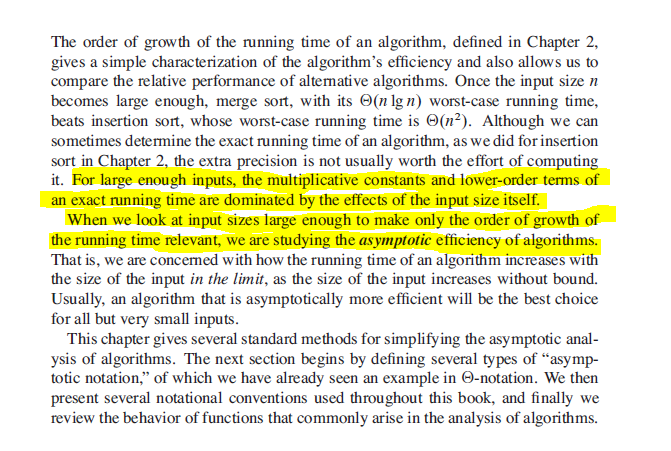 The order of growth of the running time of an algorithm, defined in Chapter 2,
gives a simple characterization of the algorithm's efficiency and also allows us to
compare the relative performance of alternative algorithms. Once the input size n
becomes large enough, merge sort, with its Θ(n lg n) worst-case running time,
beats insertion sort, whose worst-case running time is Θ(n²). Although we can
sometimes determine the exact running time of an algorithm, as we did for insertion
sort in Chapter 2, the extra precision is not usually worth the effort of computing
it. For large enough inputs, the multiplicative constants and lower-order terms of
an exact running time are dominated by the effects of the input size itself.
When we look at input sizes large enough to make only the order of growth of
the running time relevant, we are studying the asymptotic efficiency of algorithms.
That is, we are concerned with how the running time of an algorithm increases with
the size of the input in the limit, as the size of the input increases without bound.
Usually, an algorithm that is asymptotically more efficient will be the best choice
for all but very small inputs.
This chapter gives several standard methods for simplifying the asymptotic anal-
ysis of algorithms. The next section begins by defining several types of “asymp-
totic notation,” of which we have already seen an example in Θ-notation. We then
present several notational conventions used throughout this book, and finally we
review the behavior of functions that commonly arise in the analysis of algorithms.